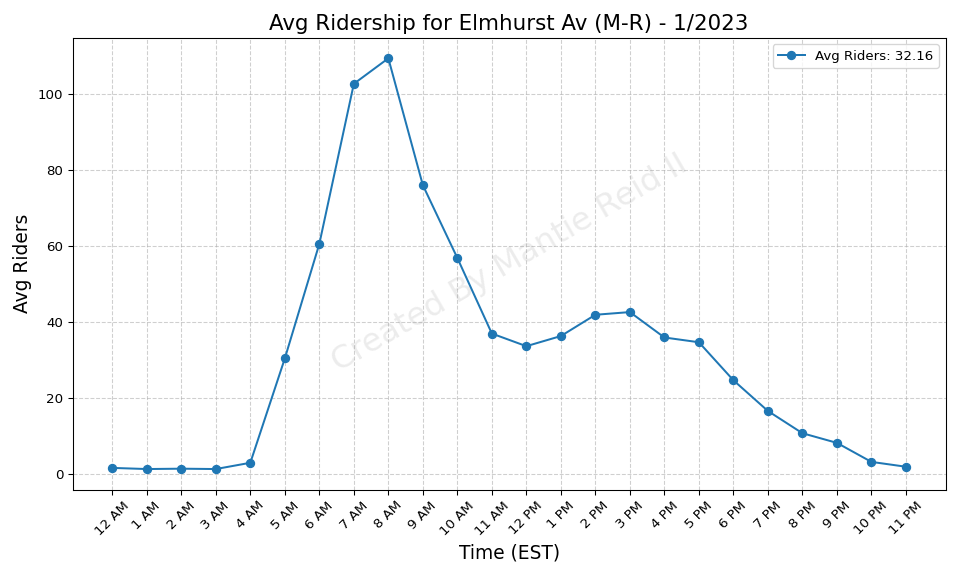 Avg Ridership for Elmhurst Av (M-R) - 1/2023
Avg Riders: 32.16
Avg Riders
100
80
60
40
20
0
Created By Mantie Reid II
12 AM
1 AM
2 AM
3 AM
4 AM
5 AM
6 AM
7 AM
8 AM
9 AM
10 AM
11 AM
12 PM
1 PM
2 PM
3 PM
4 PM
5 PM
6 PM
7 PM
8 PM
9 PM
10 PM
11 PM
Time (EST)